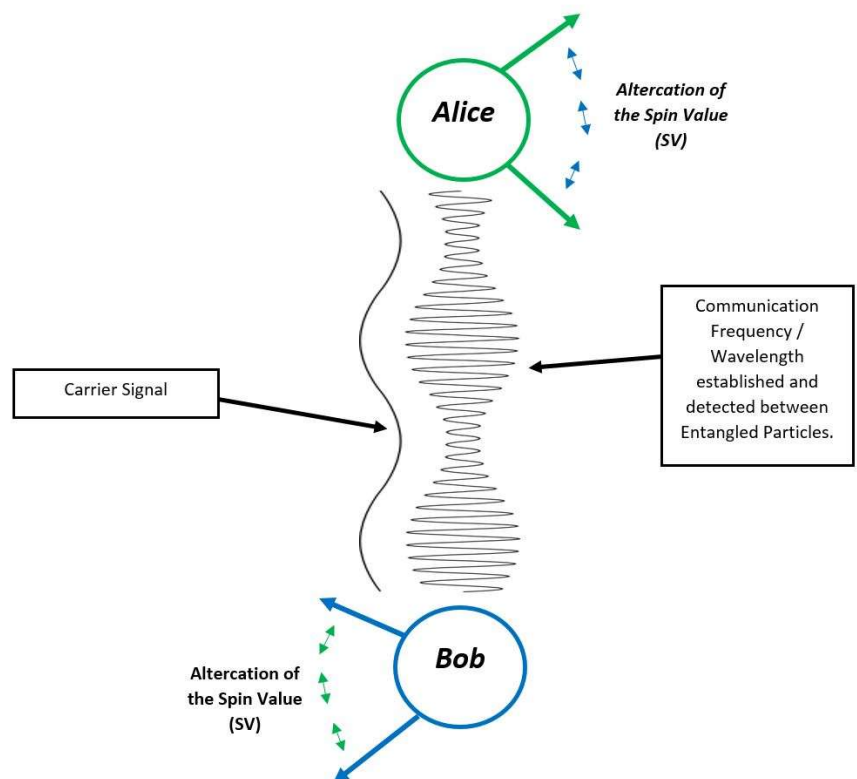 Alice
Altercation of
the Spin Value
(SV)
Communication
Frequency /
Wavelength
established and
detected between
Entangled Particles.
Carrier Signal
Bob
Altercation of
the Spin Value
(SV)